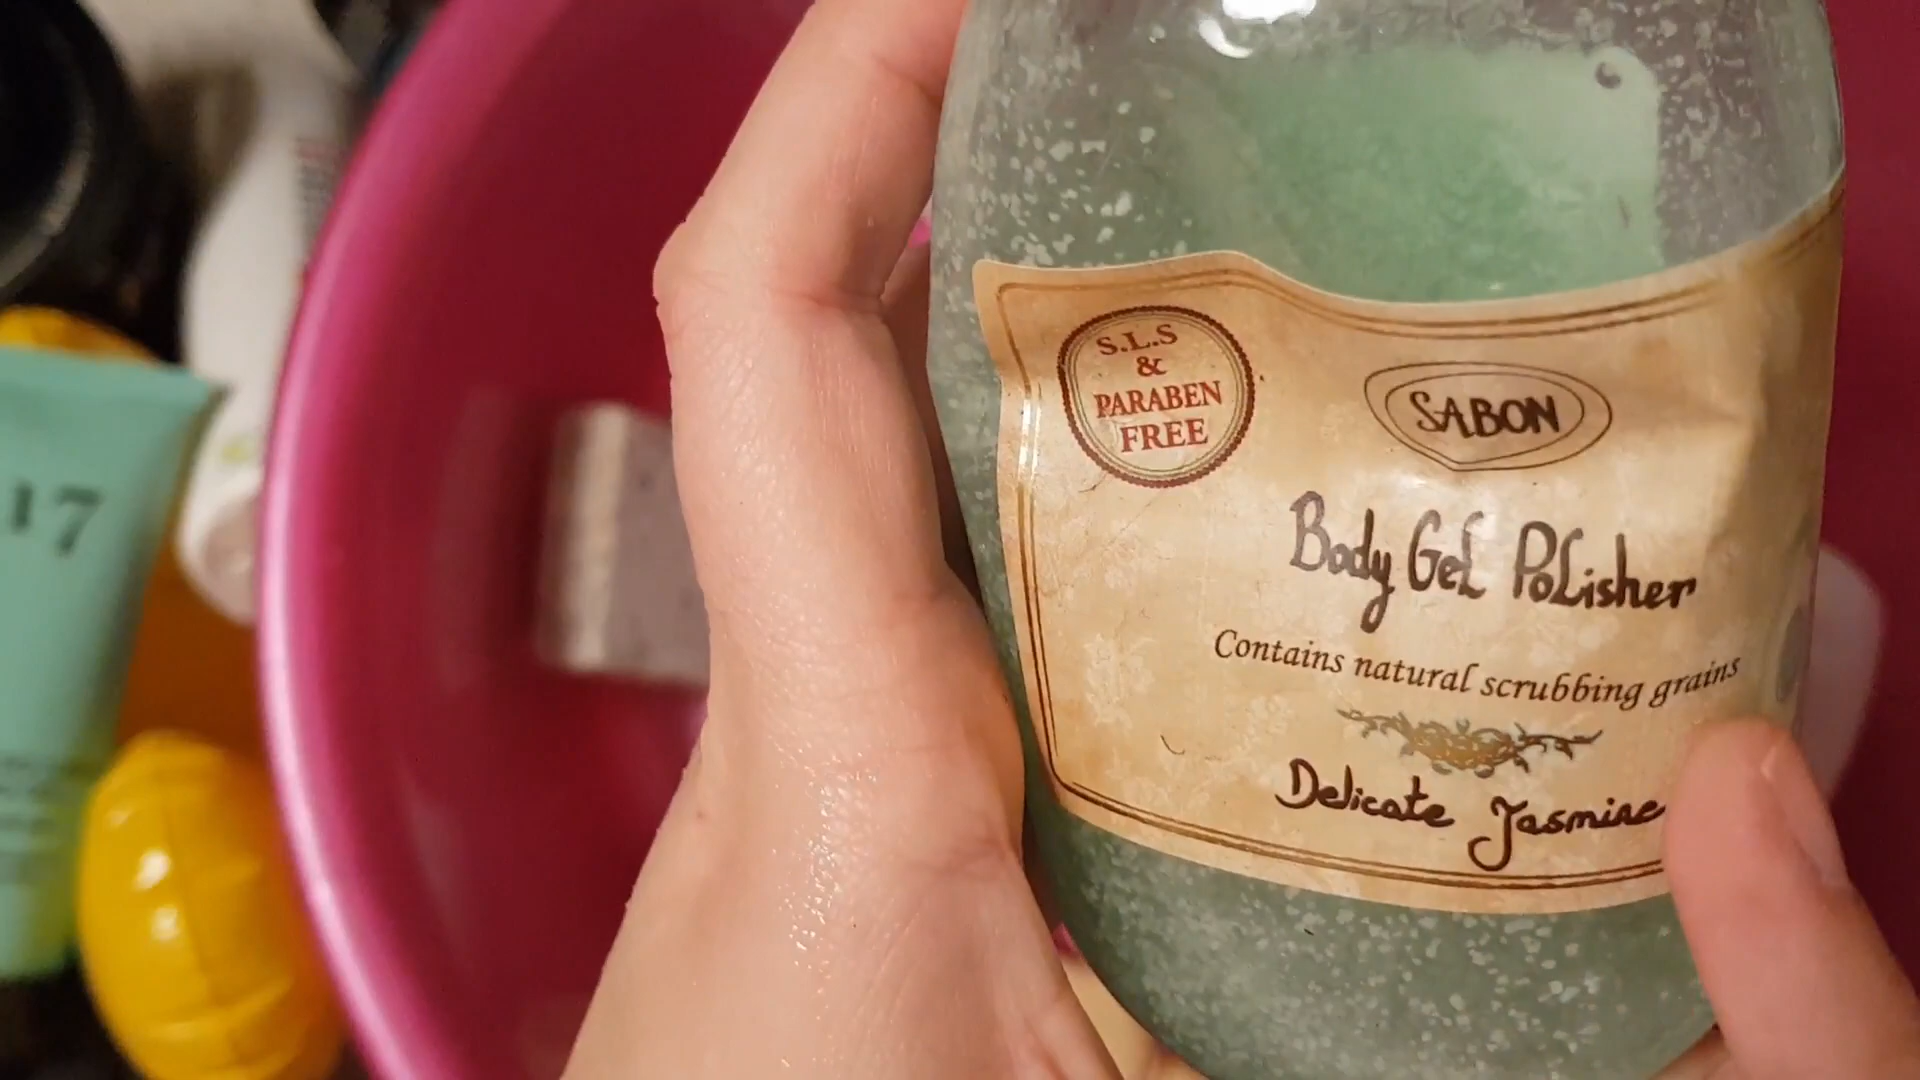 S.L.S
&
PARABEN
FREE
SABON
Body Gel Polisher
Contains natural scrubbing grains
Delicate Jasmine
17